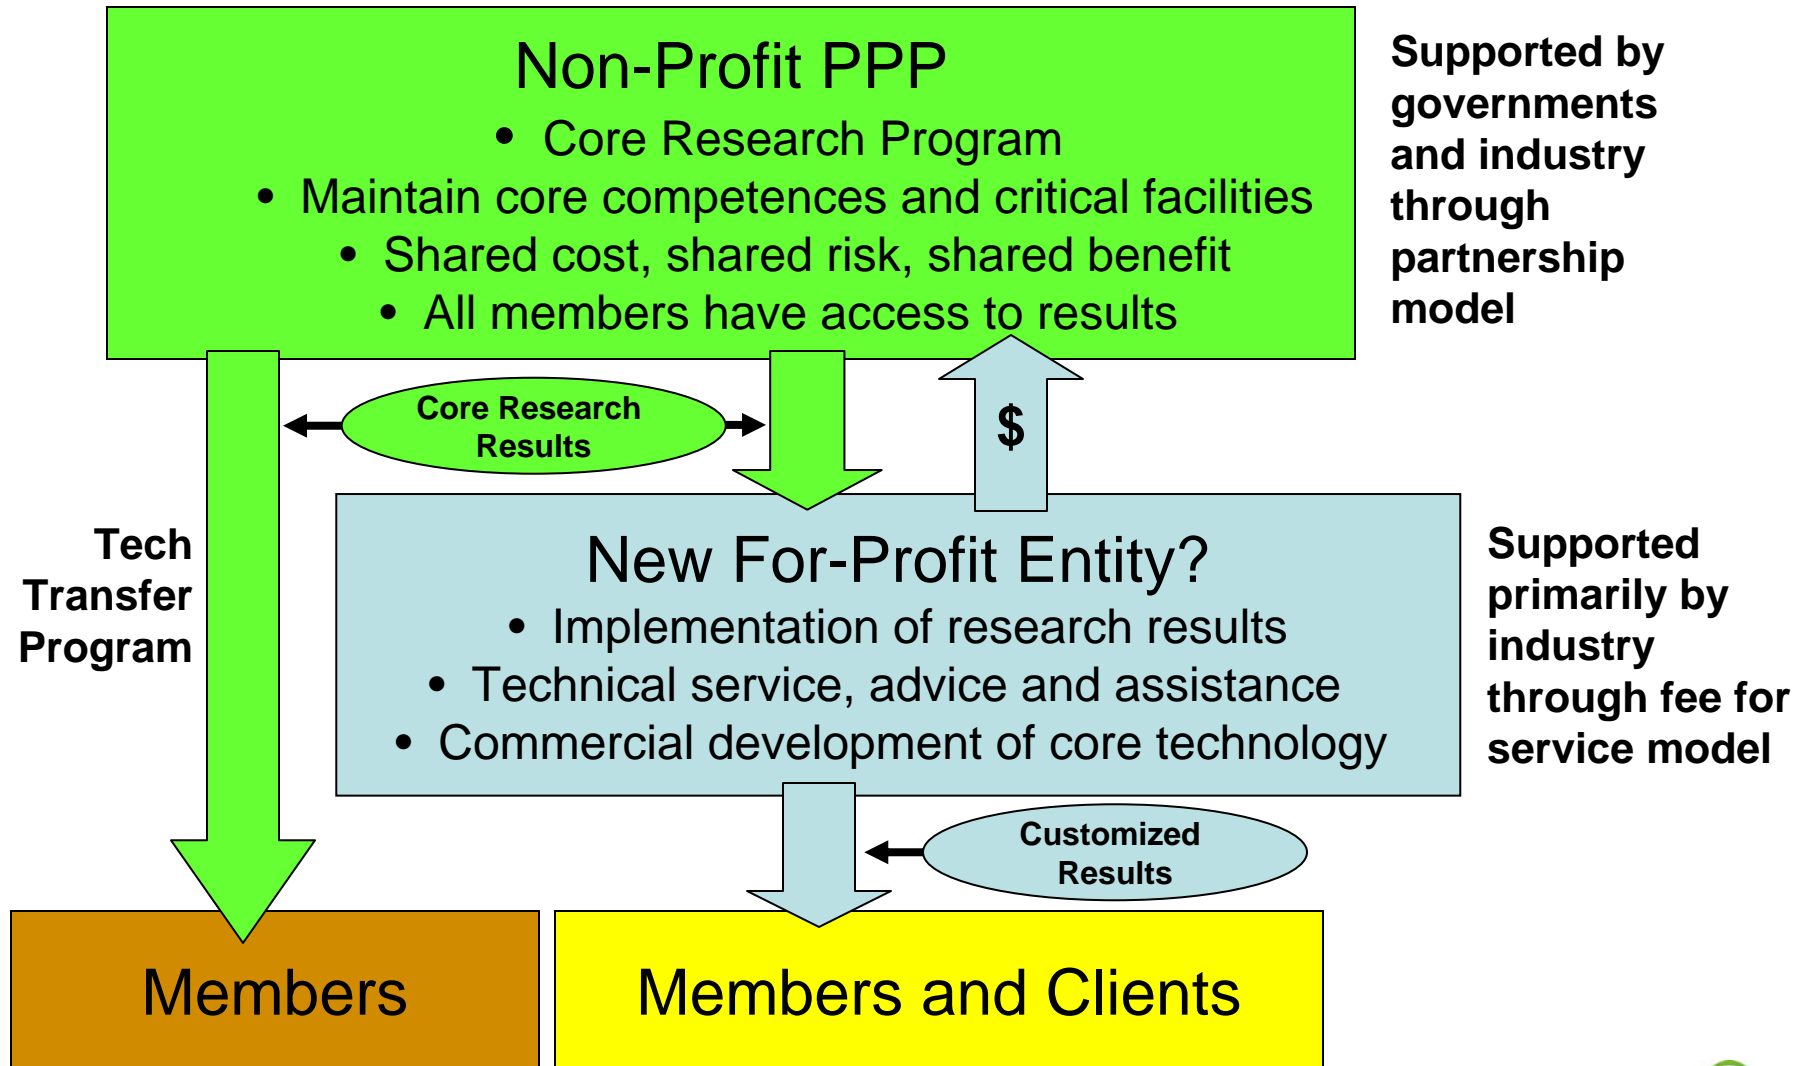 Non-Profit PPP
• Core Research Program
• Maintain core competences and critical facilities
• Shared cost, shared risk, shared benefit
• All members have access to results
Supported by
governments
and industry
through
partnership
model
Core Research
Results
$
Tech
Transfer
Program
New For-Profit Entity?
• Implementation of research results
• Technical service, advice and assistance
• Commercial development of core technology
Supported
primarily by
industry
through fee for
service model
Customized
Results
Members
Members and Clients